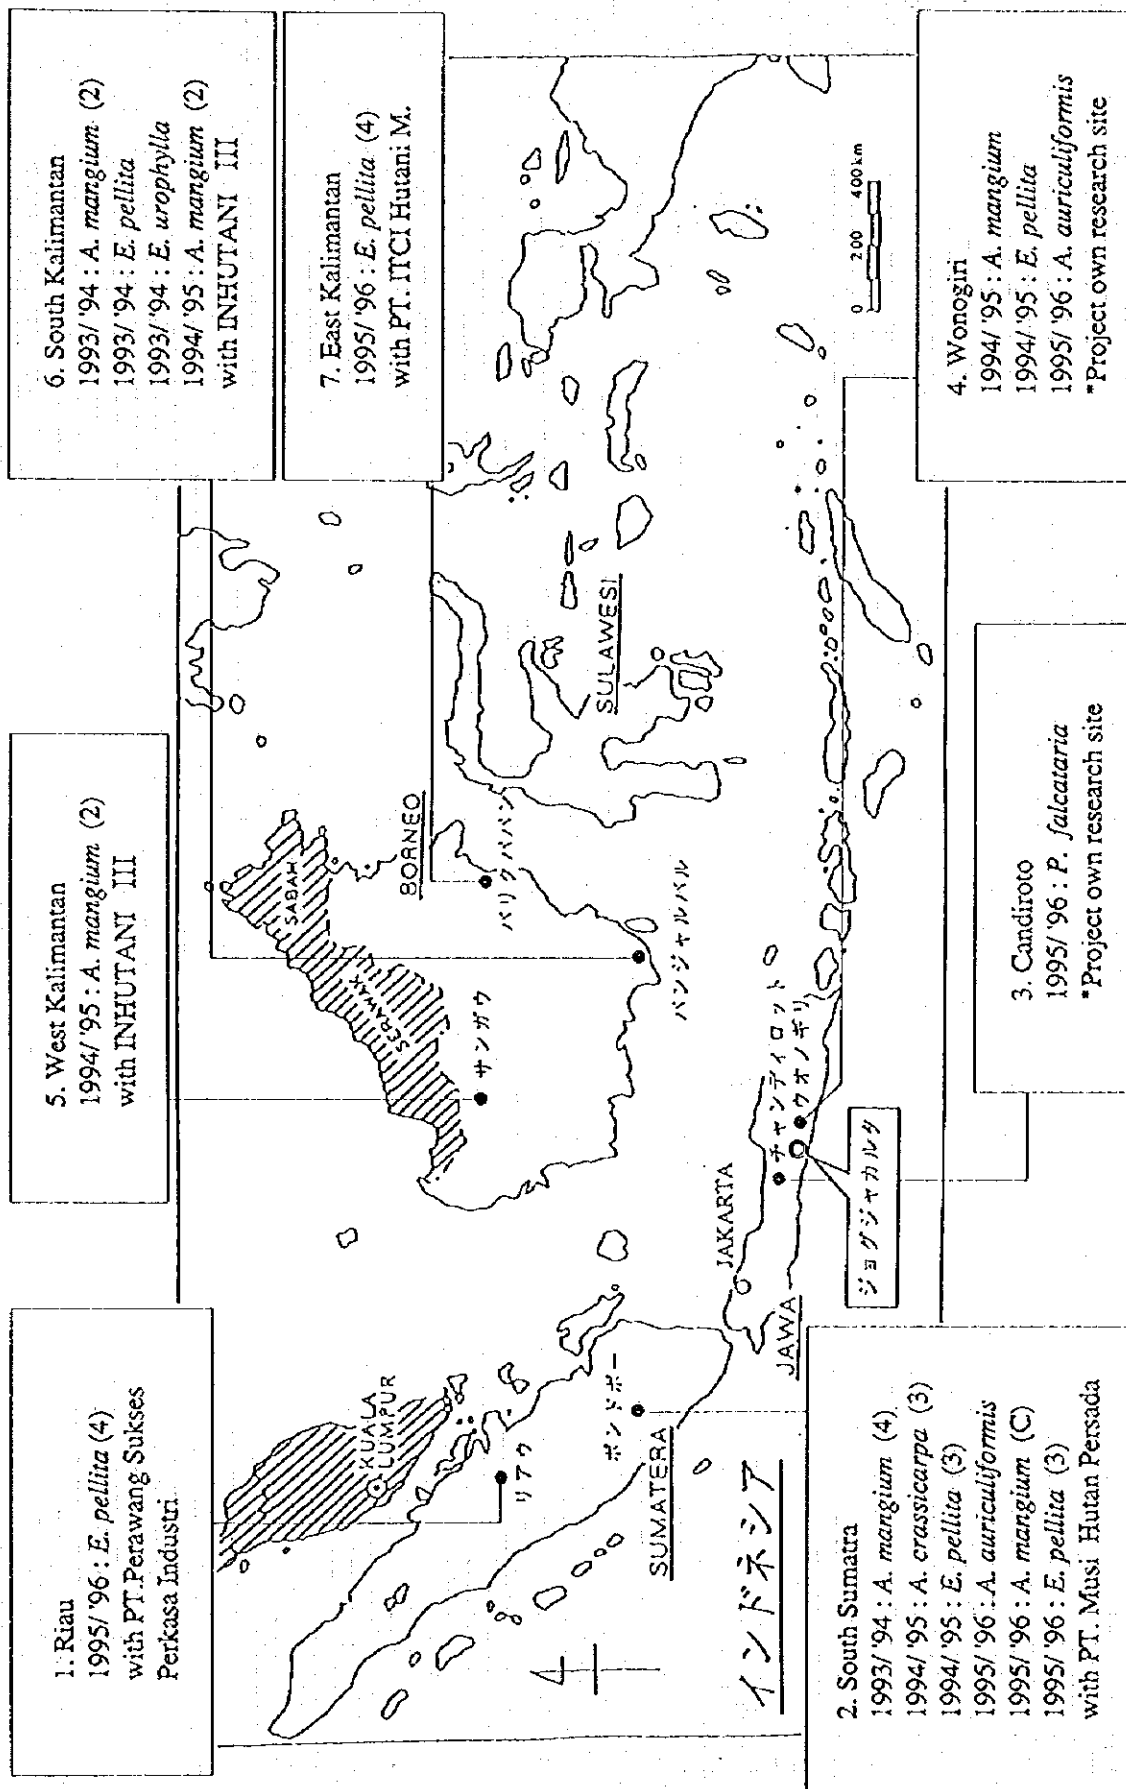 1. Riau
1995/'96 : E. pellita (4)
with PT.Perawang Sukses
Perkasa Industri
5. West Kalimantan
1994/'95 : A. mangium (2)
with INHUTANI III
6. South Kalimantan
1993/'94 : A. mangium (2)
1993/'94 : E. pellita
1993/'94 : E. urophylla
1994/'95 : A. mangium (2)
with INHUTANI III
7. East Kalimantan
1995/'96 : E. pellita (4)
with PT. ITCI Hutani M.
KUALA
LUMPUR
リアウ
ボンドボー
SUMATERA
インドネシア
SABAH
SERAWAK
サンガウ
BORNEO
バリクパパン
バンジャルバル
SULAWESI
JAKARTA
JAWA
チャンディロット
ウオノギリ
ジョグジャカルタ
0 200 400km
2. South Sumatra
1993/'94 : A. mangium (4)
1994/'95 : A. crassicarpa (3)
1994/'95 : E. pellita (3)
1995/'96 : A. auriculiformis
1995/'96 : A. mangium (C)
1995/'96 : E. pellita (3)
with PT. Musi Hutan Persada
3. Candiroto
1995/'96 : P. falcataria
*Project own research site
4. Wonogiri
1994/'95 : A. mangium
1994/'95 : E. pellita
1995/'96 : A. auriculiformis
*Project own research site